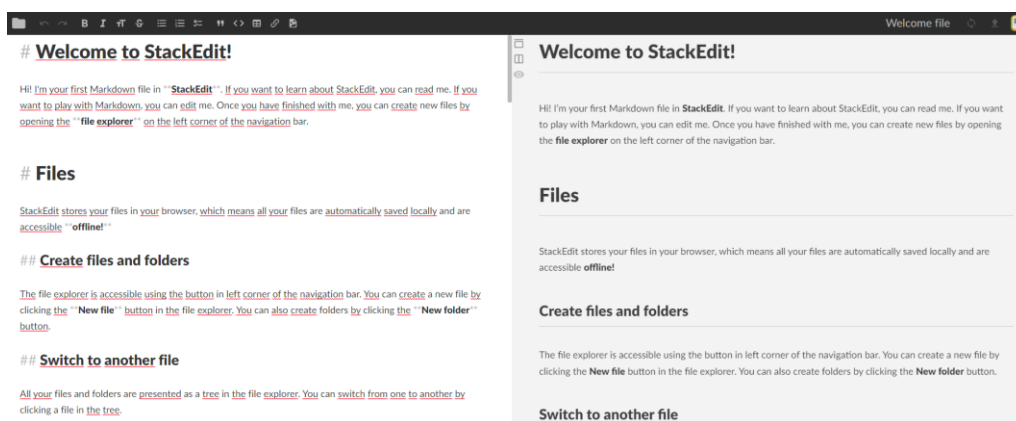 Welcome file
# Welcome to StackEdit!
Hi! I'm your first Markdown file in **StackEdit**. If you want to learn about StackEdit, you can read me. If you
want to play with Markdown, you can edit me. Once you have finished with me, you can create new files by
opening the **file explorer** on the left corner of the navigation bar.
# Files
StackEdit stores your files in your browser, which means all your files are automatically saved locally and are
accessible **offline!**
## Create files and folders
The file explorer is accessible using the button in left corner of the navigation bar. You can create a new file by
clicking the **New file** button in the file explorer. You can also create folders by clicking the **New folder**
button.
## Switch to another file
All your files and folders are presented as a tree in the file explorer. You can switch from one to another by
clicking a file in the tree.
Welcome to StackEdit!
Hi! I'm your first Markdown file in StackEdit. If you want to learn about StackEdit, you can read me. If you want
to play with Markdown, you can edit me. Once you have finished with me, you can create new files by opening
the file explorer on the left corner of the navigation bar.
Files
StackEdit stores your files in your browser, which means all your files are automatically saved locally and are
accessible offline!
Create files and folders
The file explorer is accessible using the button in left corner of the navigation bar. You can create a new file by
clicking the New file button in the file explorer. You can also create folders by clicking the New folder button.
Switch to another file